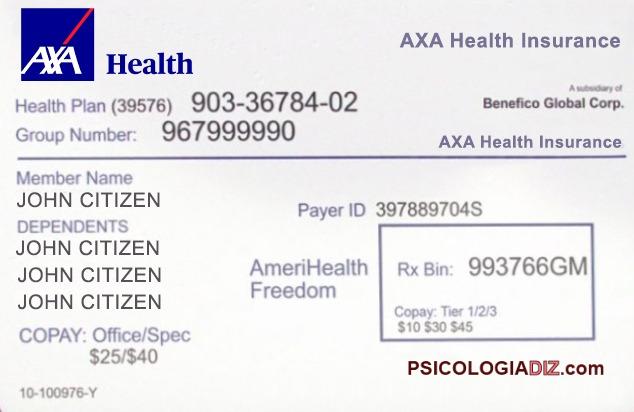 AXA Health
AXA Health Insurance
A subsidiary of
Benefico Global Corp.
Health Plan (39576) 903-36784-02
Group Number: 967999990
AXA Health Insurance
Member Name
JOHN CITIZEN
DEPENDENTS
JOHN CITIZEN
JOHN CITIZEN
JOHN CITIZEN
Payer ID 397889704S
AmeriHealth
Freedom
Rx Bin: 993766GM
Copay: Tier 1/2/3
$10 $30 $45
COPAY: Office/Spec
$25/$40
PSICOLOGIADIZ.com
10-100976-Y